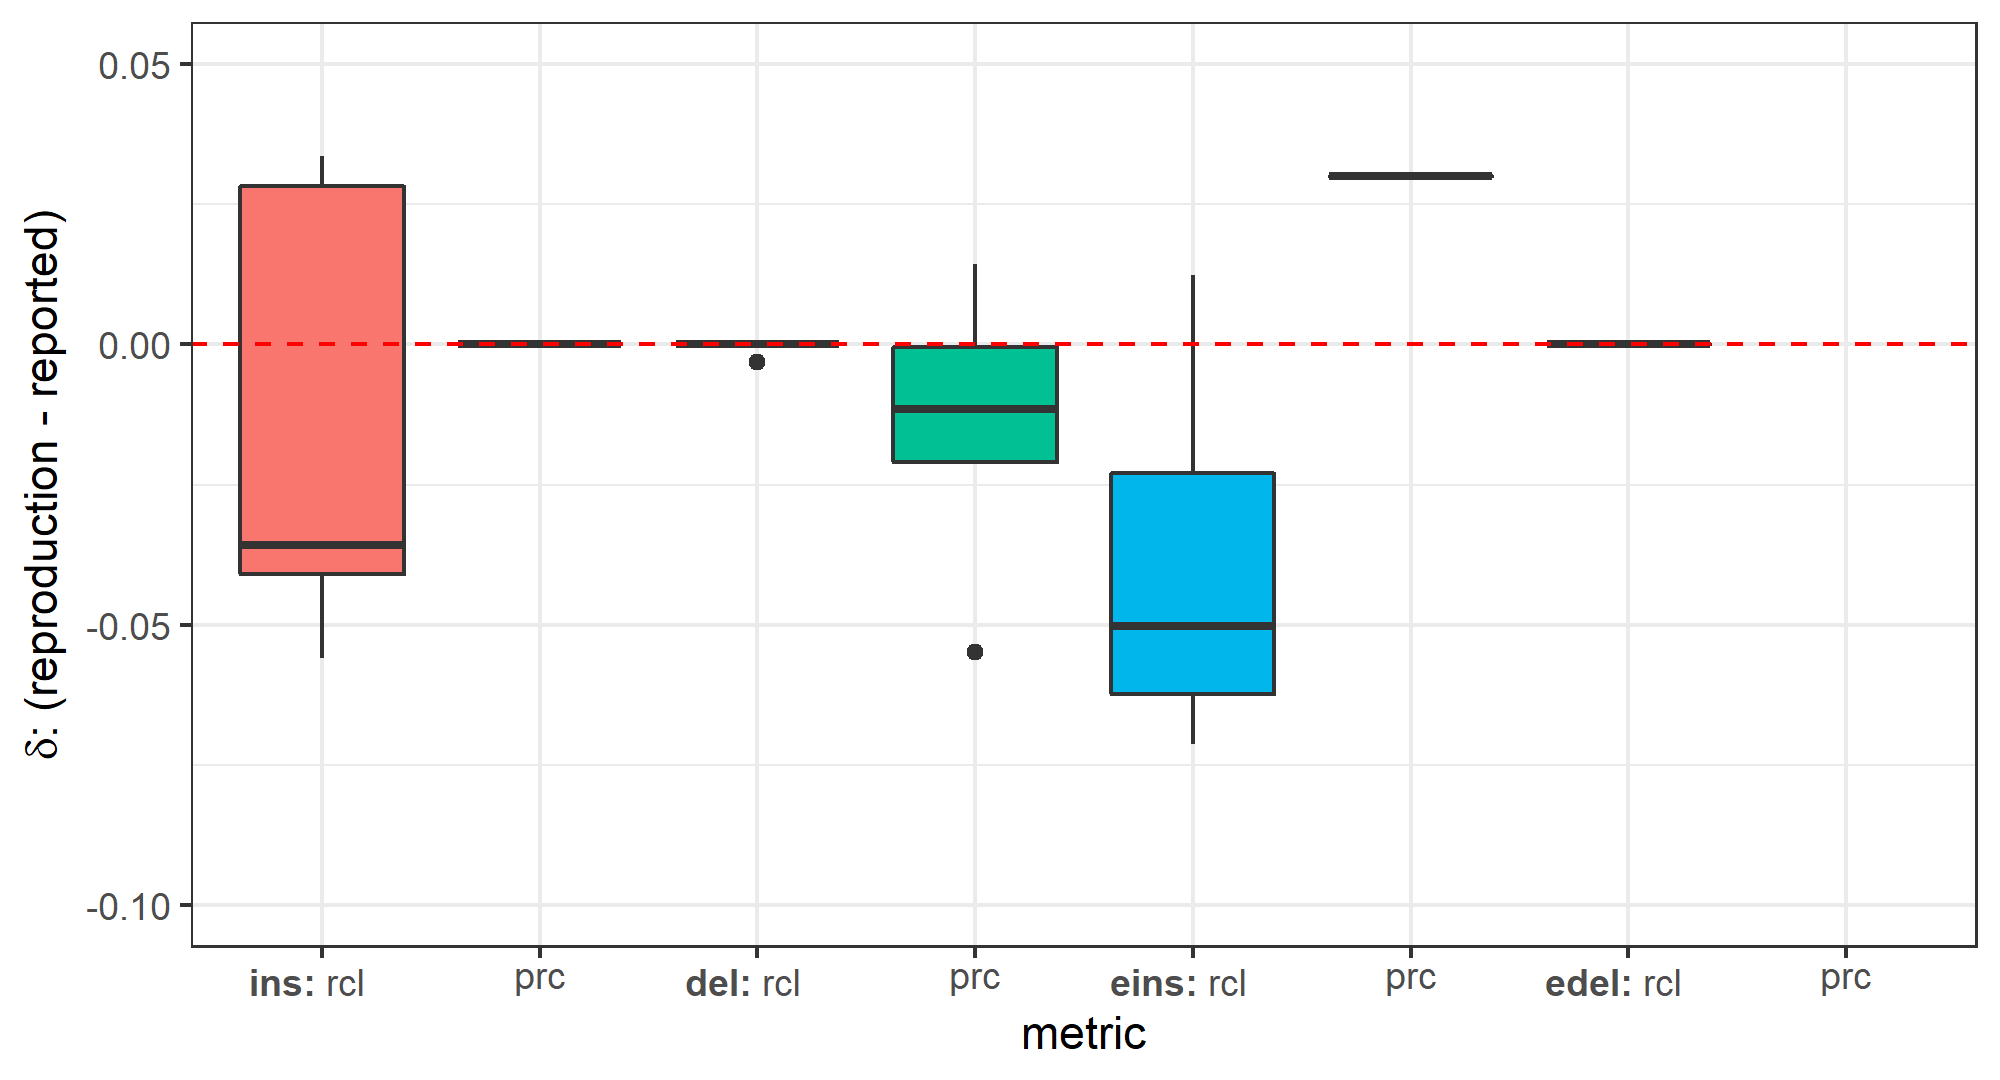 δ: (reproduction - reported)
0.05
0.00
-0.05
-0.10
ins: rcl prc del: rcl prc eins: rcl prc edel: rcl prc
metric